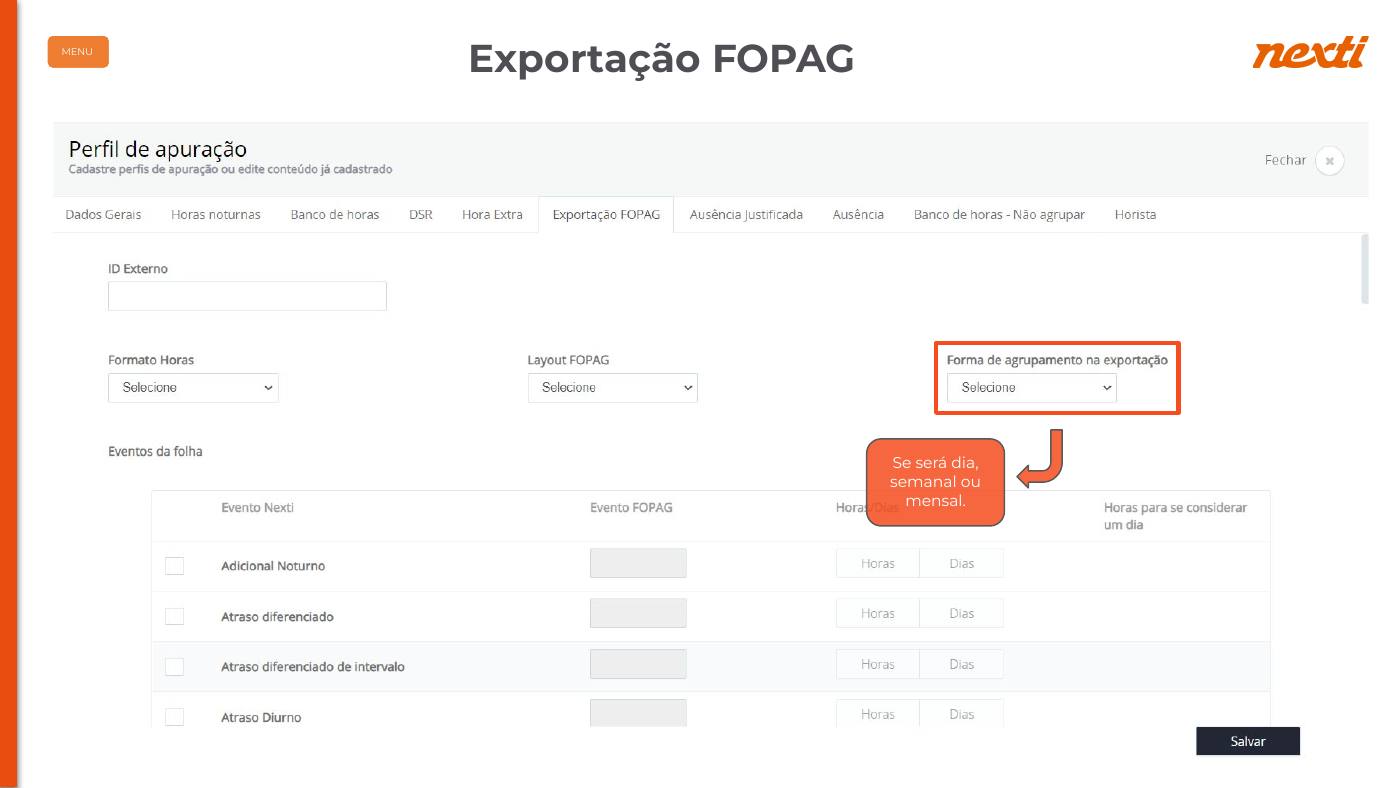 MENU
Exportação FOPAG
nexti
Perfil de apuração
Cadastre perfis de apuração ou edite conteúdo já cadastrado
Fechar
Dados Gerais
Horas noturnas
Banco de horas
DSR
Hora Extra
Exportação FOPAG
Ausência Justificada
Ausência
Banco de horas - Não agrupar
Horista
ID Externo
Formato Horas
Selecione
Layout FOPAG
Selecione
Forma de agrupamento na exportação
Selecione
Se será dia,
semanal ou
mensal.
Eventos da folha
Evento Nexti
Evento FOPAG
Horas/Dias
Horas para se considerar
um dia
Adicional Noturno
Horas
Dias
Atraso diferenciado
Horas
Dias
Atraso diferenciado de intervalo
Horas
Dias
Atraso Diurno
Horas
Dias
Salvar